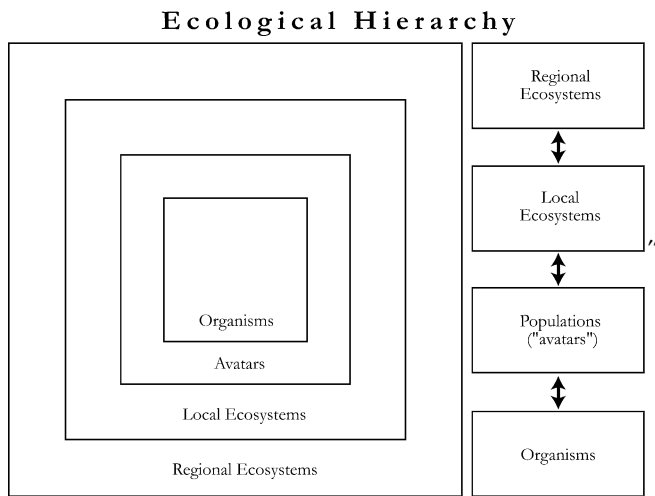 Ecological Hierarchy
Organisms
Avatars
Local Ecosystems
Regional Ecosystems
Regional
Ecosystems
Local
Ecosystems
Populations
("avatars")
Organisms